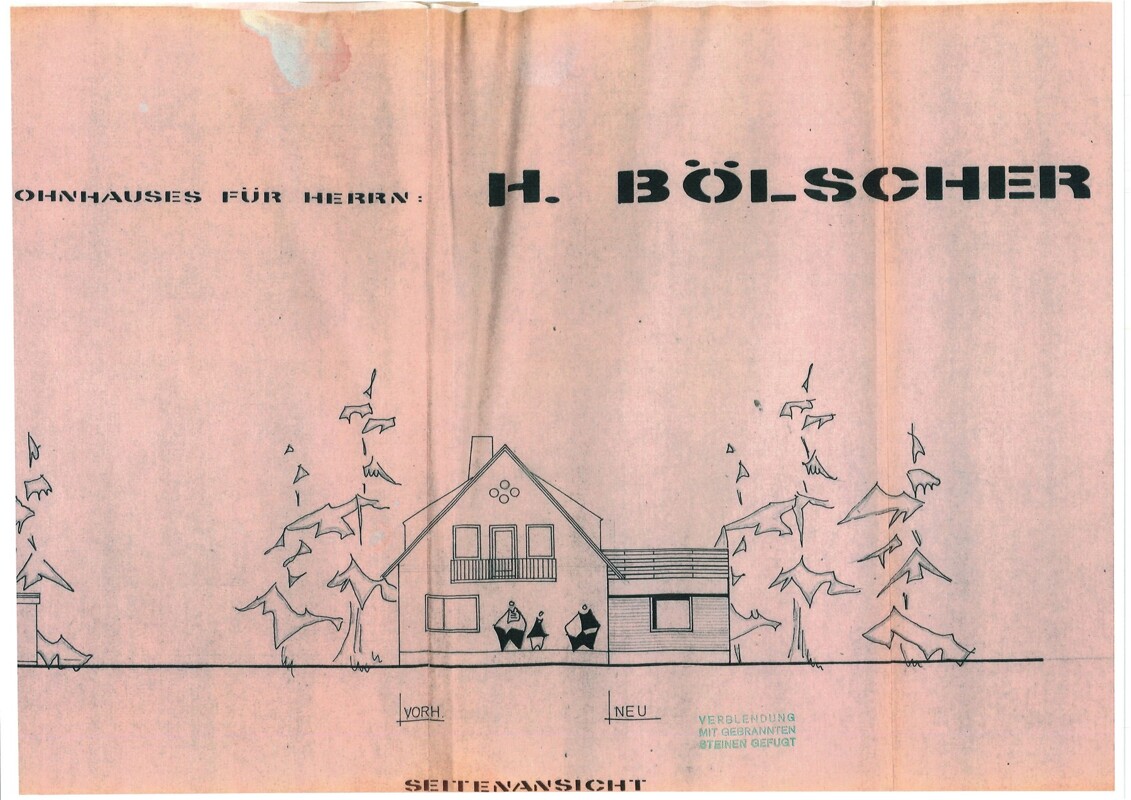 OHNHAUSES FÜR HERRN: H. BÖLSCHER
VORH.
NEU
VERBLENDUNG
MIT GEBRANNTEN
STEINEN GEFUGT
SEITENANSICHT